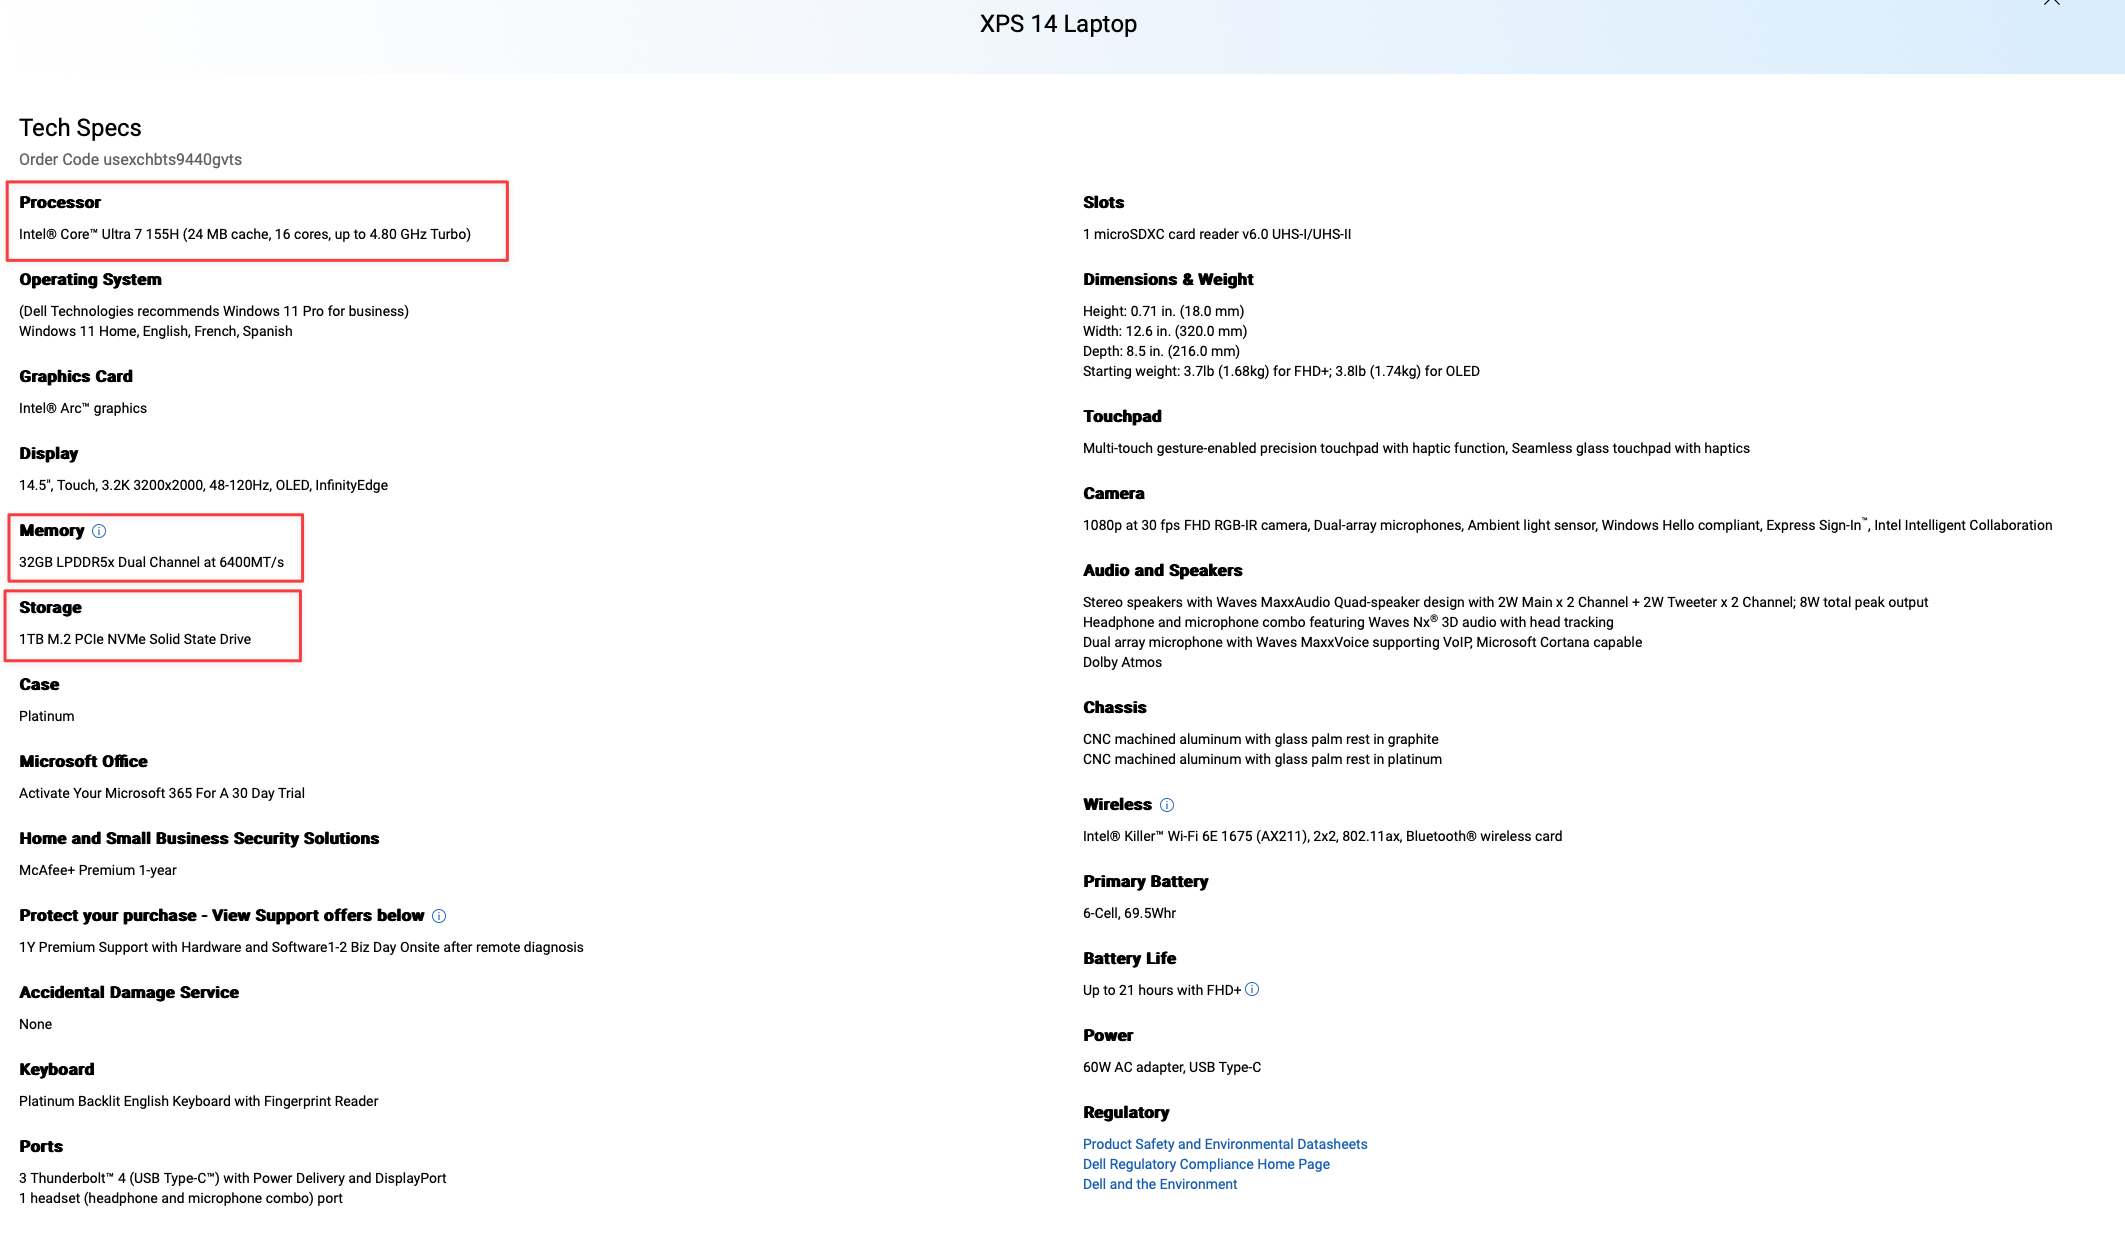 XPS 14 Laptop
Tech Specs
Order Code usexchbts9440gvts
Processor
Intel® Core™ Ultra 7 155H (24 MB cache, 16 cores, up to 4.80 GHz Turbo)
Operating System
(Dell Technologies recommends Windows 11 Pro for business)
Windows 11 Home, English, French, Spanish
Graphics Card
Intel® Arc™ graphics
Display
14.5", Touch, 3.2K 3200x2000, 48-120Hz, OLED, InfinityEdge
Memory
32GB LPDDR5x Dual Channel at 6400MT/s
Storage
1TB M.2 PCIe NVMe Solid State Drive
Case
Platinum
Microsoft Office
Activate Your Microsoft 365 For A 30 Day Trial
Home and Small Business Security Solutions
McAfee+ Premium 1-year
Protect your purchase - View Support offers below
1Y Premium Support with Hardware and Software1-2 Biz Day Onsite after remote diagnosis
Accidental Damage Service
None
Keyboard
Platinum Backlit English Keyboard with Fingerprint Reader
Ports
3 Thunderbolt™ 4 (USB Type-C™) with Power Delivery and DisplayPort
1 headset (headphone and microphone combo) port
Slots
1 microSDXC card reader v6.0 UHS-I/UHS-II
Dimensions & Weight
Height: 0.71 in. (18.0 mm)
Width: 12.6 in. (320.0 mm)
Depth: 8.5 in. (216.0 mm)
Starting weight: 3.7lb (1.68kg) for FHD+; 3.8lb (1.74kg) for OLED
Touchpad
Multi-touch gesture-enabled precision touchpad with haptic function, Seamless glass touchpad with haptics
Camera
1080p at 30 fps FHD RGB-IR camera, Dual-array microphones, Ambient light sensor, Windows Hello compliant, Express Sign-In™, Intel Intelligent Collaboration
Audio and Speakers
Stereo speakers with Waves MaxxAudio Quad-speaker design with 2W Main x 2 Channel + 2W Tweeter x 2 Channel; 8W total peak output
Headphone and microphone combo featuring Waves Nx® 3D audio with head tracking
Dual array microphone with Waves MaxxVoice supporting VoIP, Microsoft Cortana capable
Dolby Atmos
Chassis
CNC machined aluminum with glass palm rest in graphite
CNC machined aluminum with glass palm rest in platinum
Wireless
Intel® Killer™ Wi-Fi 6E 1675 (AX211), 2x2, 802.11ax, Bluetooth® wireless card
Primary Battery
6-Cell, 69.5Whr
Battery Life
Up to 21 hours with FHD+
Power
60W AC adapter, USB Type-C
Regulatory
Product Safety and Environmental Datasheets
Dell Regulatory Compliance Home Page
Dell and the Environment